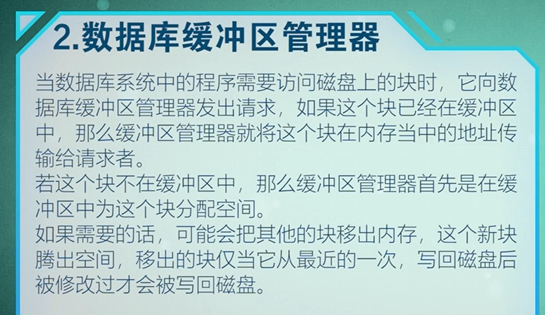 2.数据库缓冲区管理器
当数据库系统中的程序需要访问磁盘上的块时，它向数
据库缓冲区管理器发出请求，如果这个块已经在缓冲区
中，那么缓冲区管理器就将这个块在内存当中的地址传
输给请求者。
若这个块不在缓冲区中，那么缓冲区管理器首先是在缓
冲区中为这个块分配空间。
如果需要的话，可能会把其他的块移出内存，这个新块
腾出空间，移出的块仅当它从最近的一次，写回磁盘后
被修改过才会被写回磁盘。